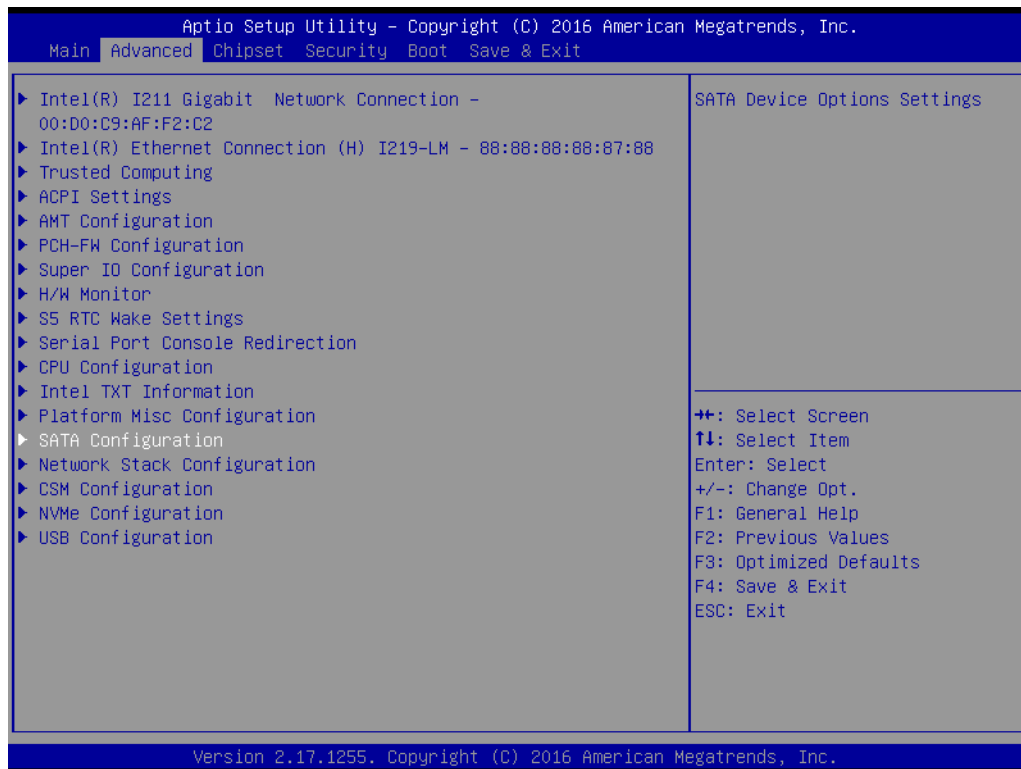 Aptio Setup Utility – Copyright (C) 2016 American Megatrends, Inc.
Main Advanced Chipset Security Boot Save & Exit
▶ Intel(R) I211 Gigabit  Network Connection –
00:D0:C9:AF:F2:C2
▶ Intel(R) Ethernet Connection (H) I219–LM – 88:88:88:88:87:88
▶ Trusted Computing
▶ ACPI Settings
▶ AMT Configuration
▶ PCH–FW Configuration
▶ Super IO Configuration
▶ H/W Monitor
▶ S5 RTC Wake Settings
▶ Serial Port Console Redirection
▶ CPU Configuration
▶ Intel TXT Information
▶ Platform Misc Configuration
▶ SATA Configuration
▶ Network Stack Configuration
▶ CSM Configuration
▶ NVMe Configuration
▶ USB Configuration
SATA Device Options Settings
→←: Select Screen
↑↓: Select Item
Enter: Select
+/–: Change Opt.
F1: General Help
F2: Previous Values
F3: Optimized Defaults
F4: Save & Exit
ESC: Exit
Version 2.17.1255. Copyright (C) 2016 American Megatrends, Inc.